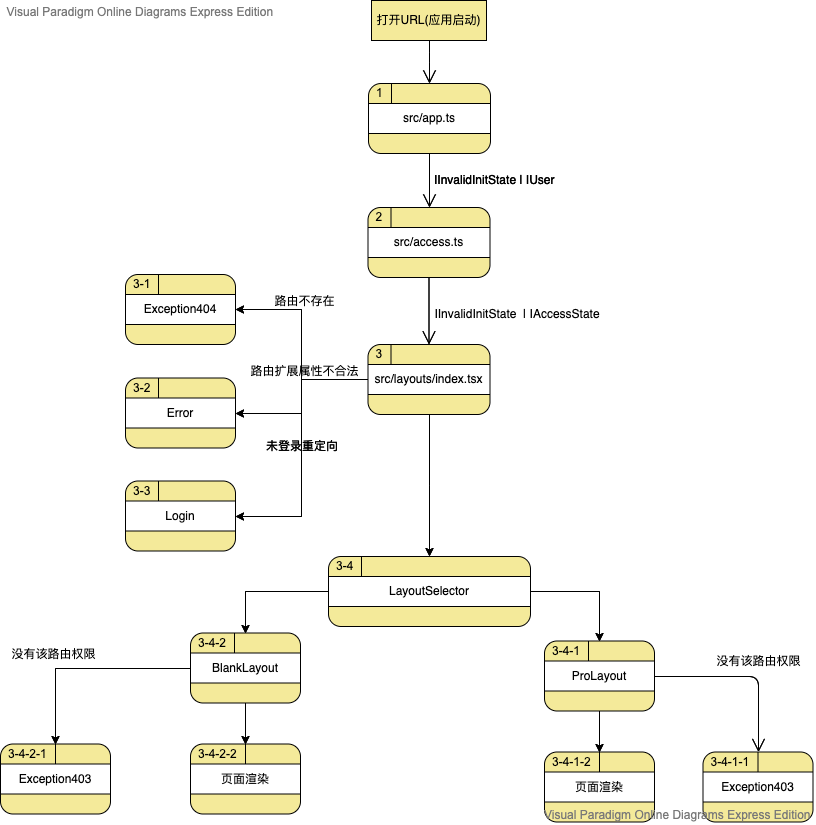 Visual Paradigm Online Diagrams Express Edition
打开URL(应用启动)
1
src/app.ts
IInvalidInitState | IUser
2
src/access.ts
IInvalidInitState | IAccessState
3-1
Exception404
路由不存在
3
src/layouts/index.tsx
路由扩展属性不合法
3-2
Error
未登录重定向
3-3
Login
3-4
LayoutSelector
3-4-2
BlankLayout
没有该路由权限
3-4-1
ProLayout
没有该路由权限
3-4-2-1
Exception403
3-4-2-2
页面渲染
3-4-1-2
页面渲染
3-4-1-1
Exception403
Visual Paradigm Online Diagrams Express Edition